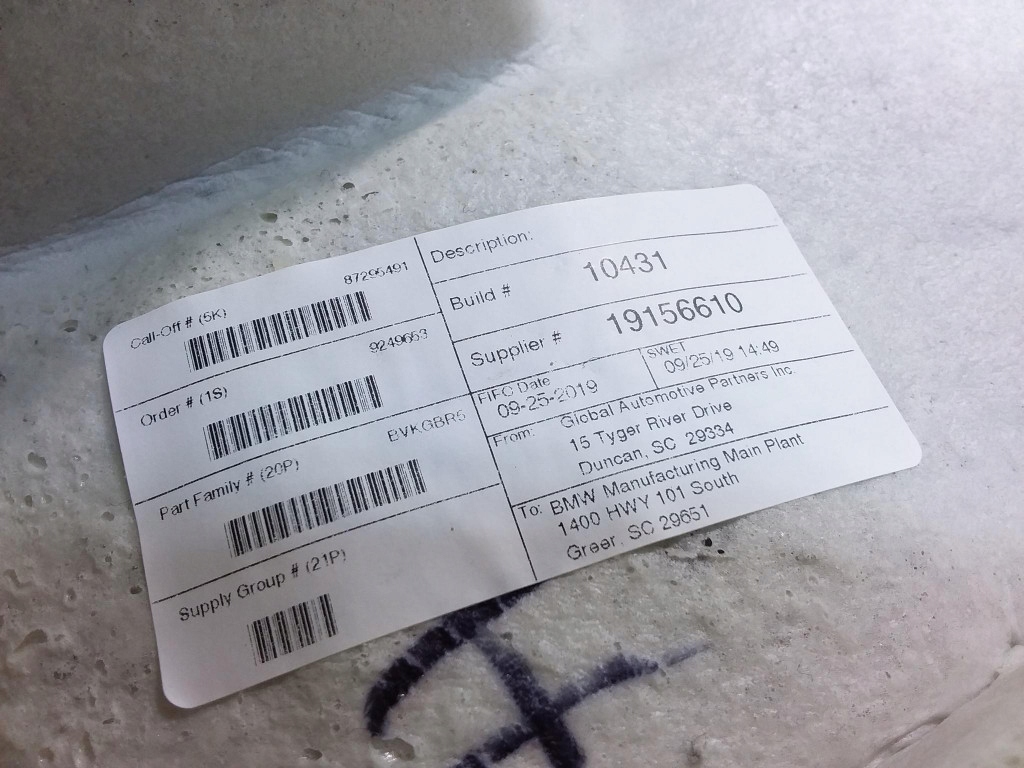 Call-Off # (5K)
87295491
Order # (1S)
9249653
Part Family # (20P)
BVKGBR5
Supply Group # (21P)
Description:
Build #
10431
Supplier #
19156610
FIFC Date
09-25-2019
SWET
09/25/19 14:49
From: Global Automotive Partners Inc.
15 Tyger River Drive
Duncan, SC 29334
To: BMW Manufacturing Main Plant
1400 HWY 101 South
Greer, SC 29651